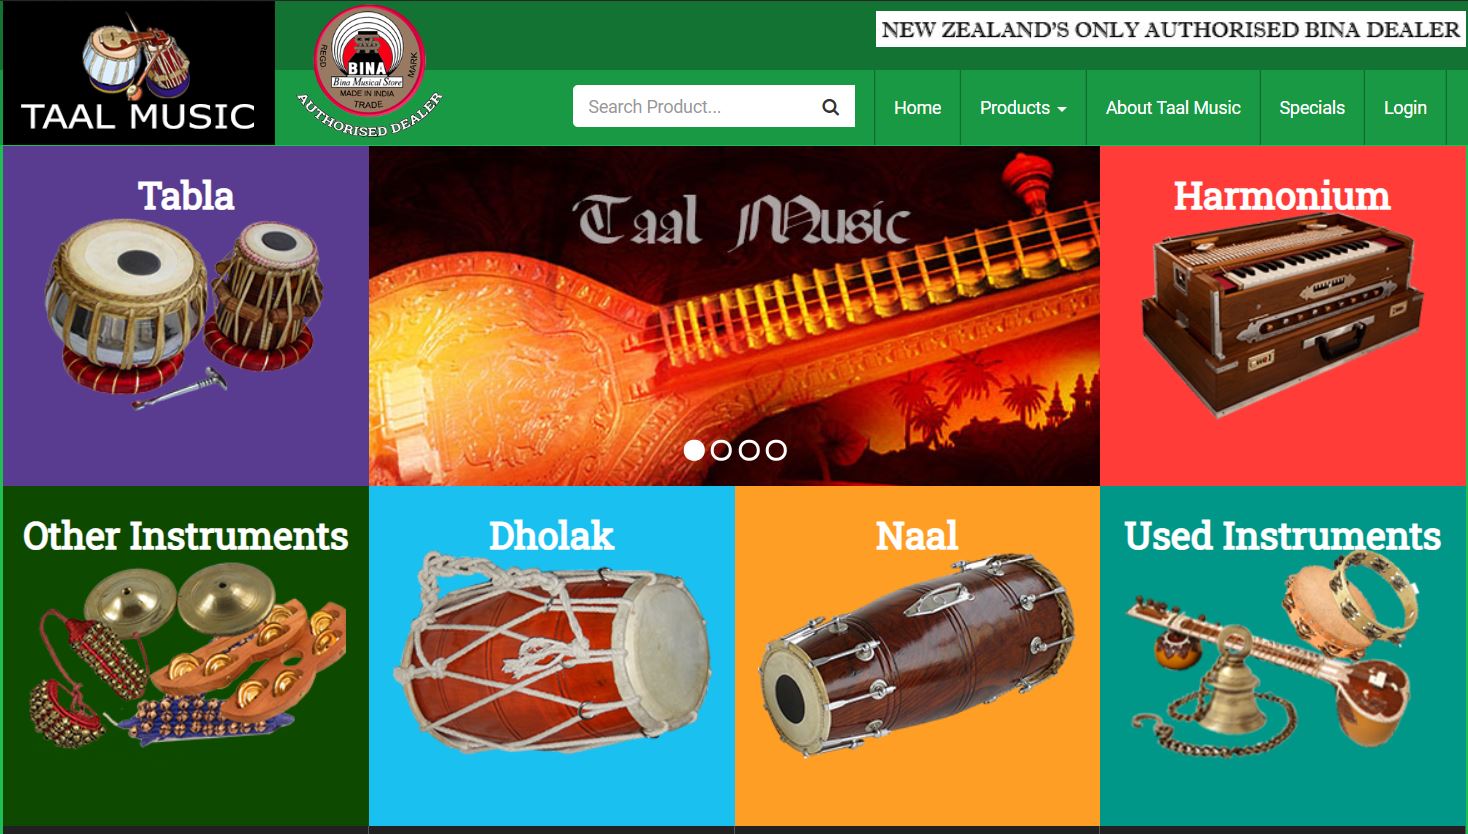 TAAL MUSIC
REGD
MARK
BINA
Bina Musical Store
MADE IN INDIA
TRADE
AUTHORISED DEALER
NEW ZEALAND'S ONLY AUTHORISED BINA DEALER
Search Product...
Home
Products
About Taal Music
Specials
Login
Tabla
Taal Music
Harmonium
Other Instruments
Dholak
Naal
Used Instruments